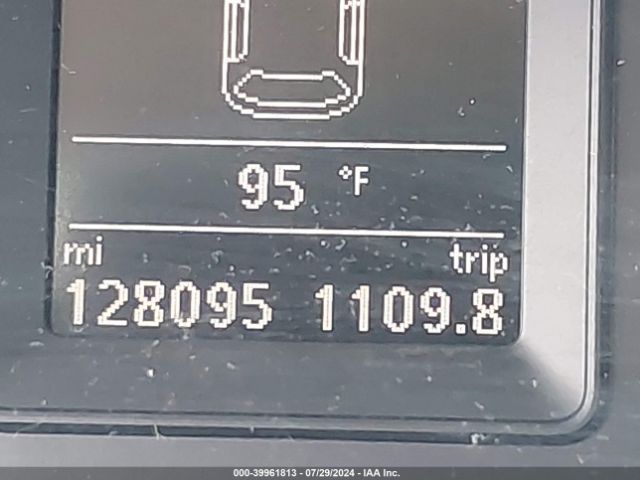 95 °F
mi trip
128095 1109.8
000-39961813 - 07/29/2024 - IAA Inc.